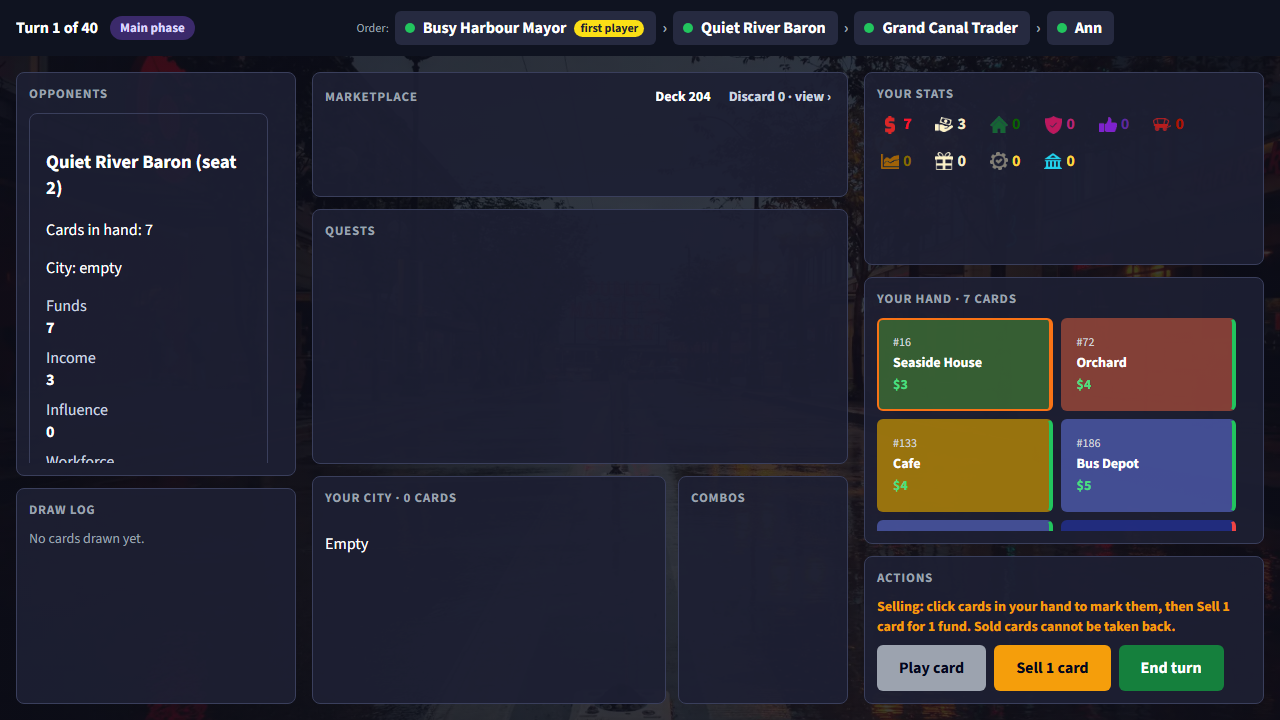 Turn 1 of 40
Main phase
Order:
Busy Harbour Mayor
first player
›
Quiet River Baron
›
Grand Canal Trader
›
Ann
OPPONENTS
Quiet River Baron (seat
2)
Cards in hand: 7
City: empty
Funds
7
Income
3
Influence
0
Workforce
DRAW LOG
No cards drawn yet.
MARKETPLACE
Deck 204
Discard 0 · view ›
QUESTS
YOUR CITY · 0 CARDS
Empty
COMBOS
YOUR STATS
7
3
0
0
0
0
0
0
0
0
YOUR HAND · 7 CARDS
#16
Seaside House
$3
#72
Orchard
$4
#133
Cafe
$4
#186
Bus Depot
$5
ACTIONS
Selling: click cards in your hand to mark them, then Sell 1
card for 1 fund. Sold cards cannot be taken back.
Play card
Sell 1 card
End turn